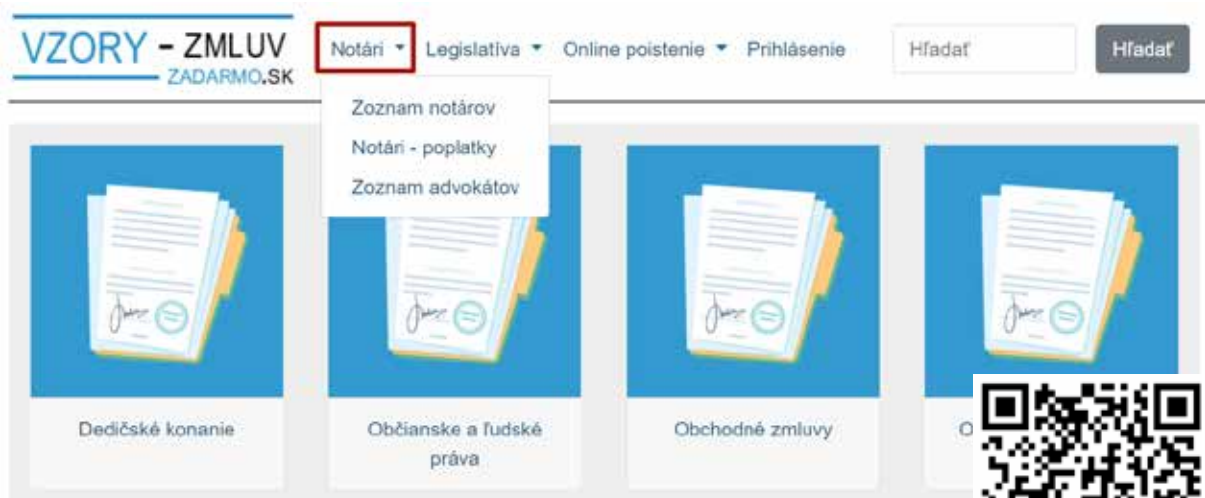 VZORY - ZMLUV
ZADARMO.SK
Notári Legislatíva Online poistenie Prihlásenie Hľadať Hľadať
Zoznam notárov
Notári - poplatky
Zoznam advokátov
Dedičské konanie
Občianske a ľudské
práva
Obchodné zmluvy
O